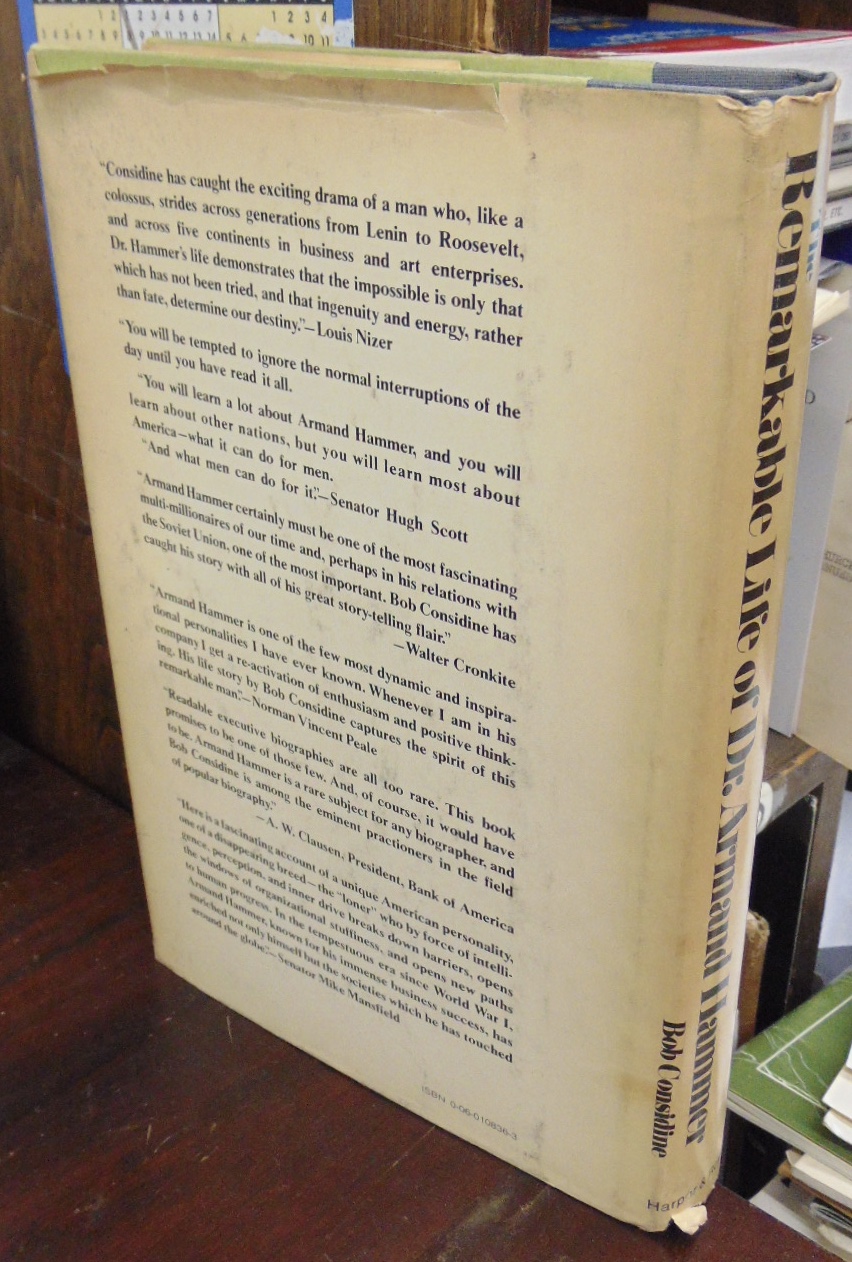 "Considine has caught the exciting drama of a man who, like a
colossus, strides across generations from Lenin to Roosevelt,
and across five continents in business and art enterprises.
Dr. Hammer's life demonstrates that the impossible is only that
which has not been tried, and that ingenuity and energy, rather
than fate, determine our destiny."—Louis Nizer
"You will be tempted to ignore the normal interruptions of the
day until you have read it all.
"You will learn a lot about Armand Hammer, and you will
learn about other nations, but you will learn most about
America—what it can do for men.
"And what men can do for it."—Senator Hugh Scott
"Armand Hammer certainly must be one of the most fascinating
multi-millionaires of our time and, perhaps in his relations with
the Soviet Union, one of the most important. Bob Considine has
caught his story with all of his great story-telling flair."
—Walter Cronkite
"Armand Hammer is one of the few most dynamic and inspira-
tional personalities I have ever known. Whenever I am in his
company I get a re-activation of enthusiasm and positive think-
ing. His life story by Bob Considine captures the spirit of this
remarkable man."—Norman Vincent Peale
"Readable executive biographies are all too rare. This book
promises to be one of those few. And, of course, it would have
to be. Armand Hammer is a rare subject for any biographer, and
Bob Considine is among the eminent practioners in the field
of popular biography."
—A. W. Clausen, President, Bank of America
"Here is a fascinating account of a unique American personality,
one of a disappearing breed—the "loner" who by force of intelli-
gence, perception, and inner drive breaks down barriers, opens
the windows of organizational stuffiness, and opens new paths
to human progress. In the tempestuous era since World War I,
Armand Hammer, known for his immense business success, has
enriched not only himself but the societies which he has touched
around the globe."—Senator Mike Mansfield
ISBN 0-06-010836-3
The
Remarkable Life of Dr. Armand Hammer
Bob Considine
Harper &